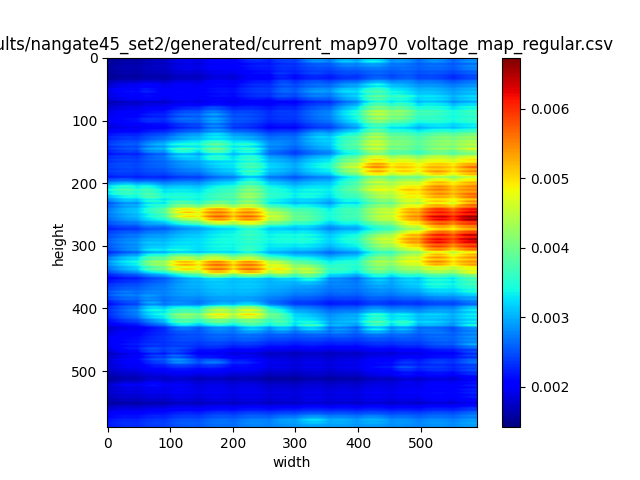 ults/nangate45_set2/generated/current_map970_voltage_map_regular.csv
0
100
200
300
400
500
height
0 100 200 300 400 500
width
0.006
0.005
0.004
0.003
0.002